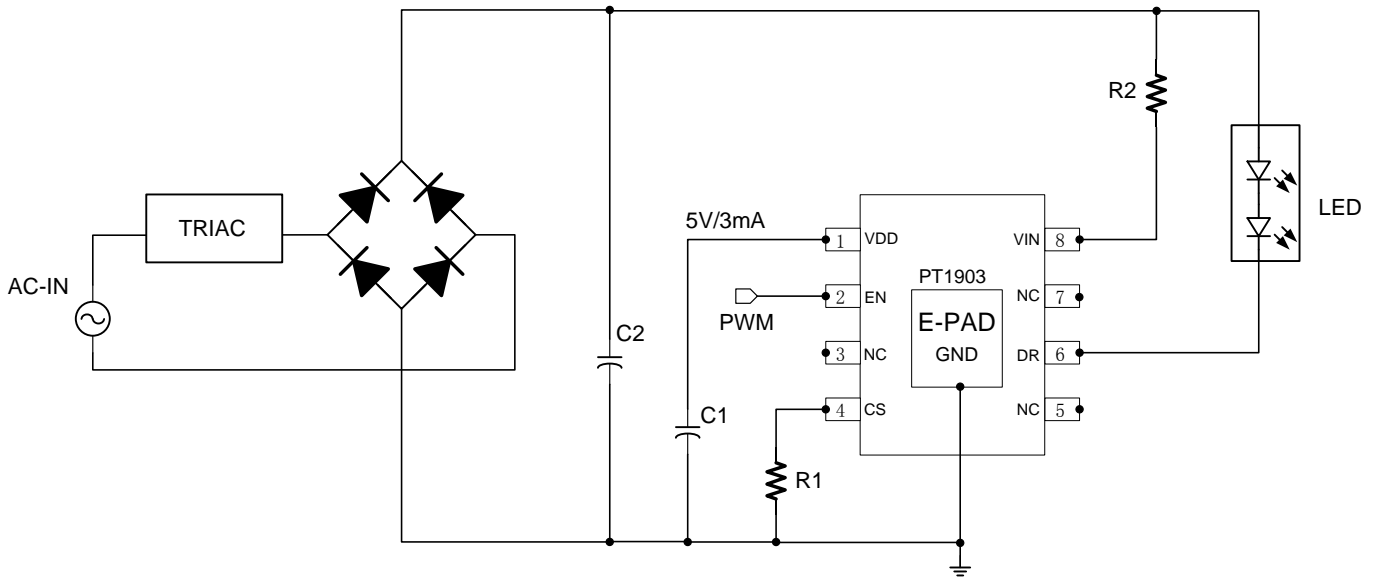 R2
TRIAC
LED
5V/3mA
1
VDD
VIN
8
AC-IN
PT1903
2
EN
NC
7
PWM
E-PAD
GND
C2
3
NC
DR
6
C1
4
CS
NC
5
R1